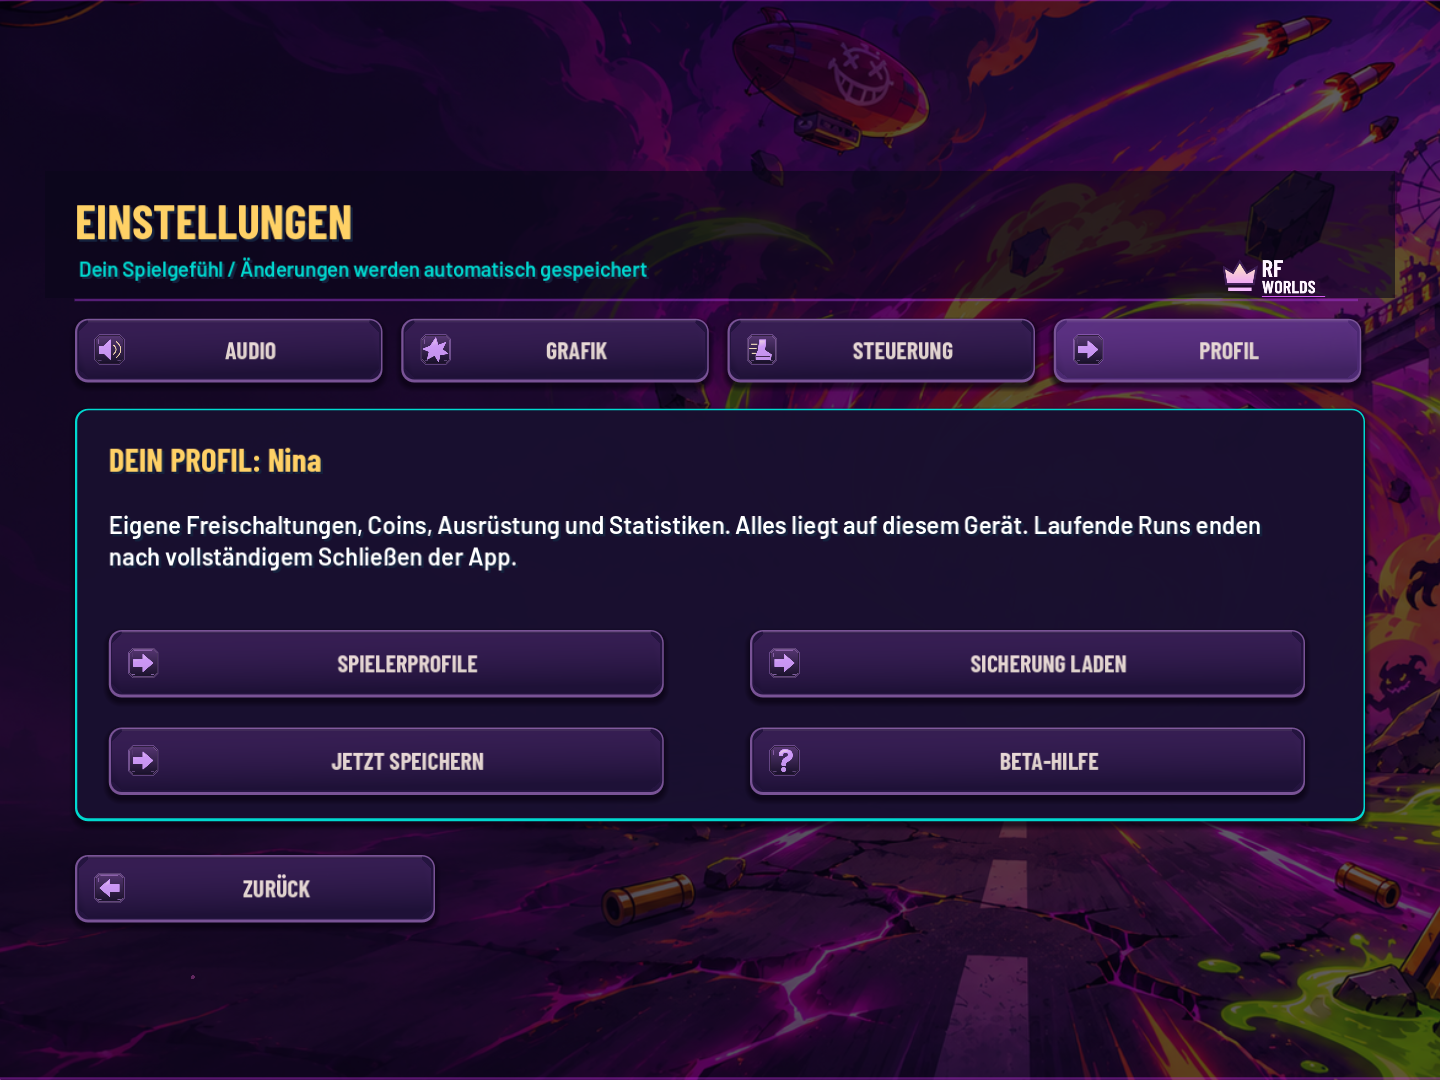 EINSTELLUNGEN
Dein Spielgefühl / Änderungen werden automatisch gespeichert
RF
WORLDS
AUDIO
GRAFIK
STEUERUNG
PROFIL
DEIN PROFIL: Nina
Eigene Freischaltungen, Coins, Ausrüstung und Statistiken. Alles liegt auf diesem Gerät. Laufende Runs enden
nach vollständigem Schließen der App.
SPIELERPROFILE
SICHERUNG LADEN
JETZT SPEICHERN
? BETA-HILFE
ZURÜCK